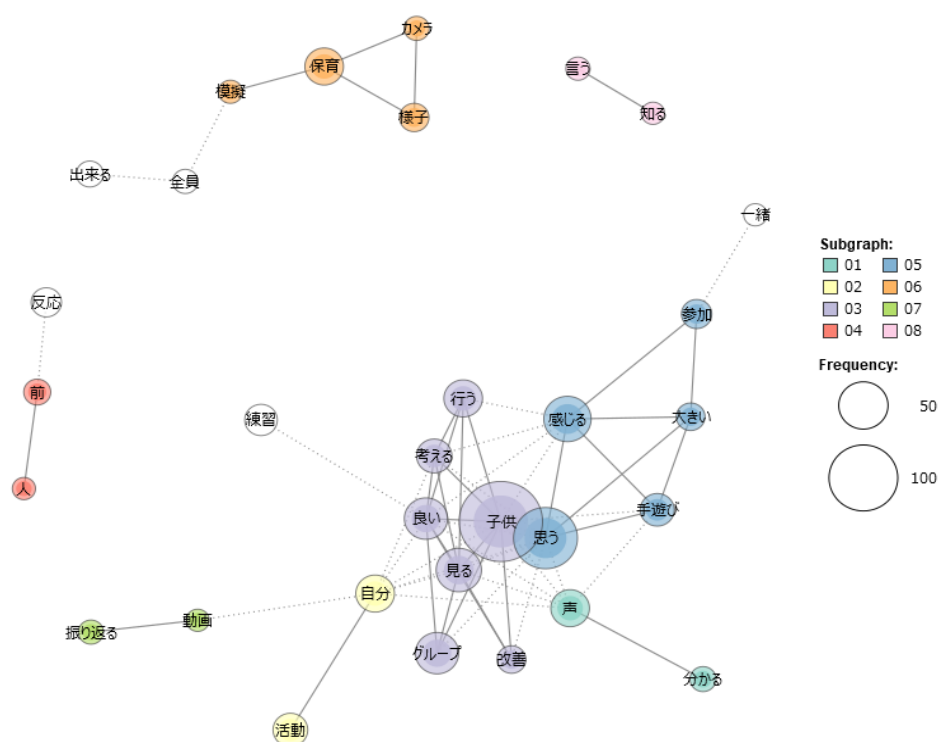 カメラ
保育
言う
模擬
様子
知る
出来る
全員
一緒
Subgraph:
01 05
02 06
03 07
04 08
反応
参加
Frequency:
前
行う
50
練習
感じる
大きい
考える
100
人
良い
子供
手遊び
思う
見る
自分
声
振り返る
動画
グループ
改善
分かる
活動